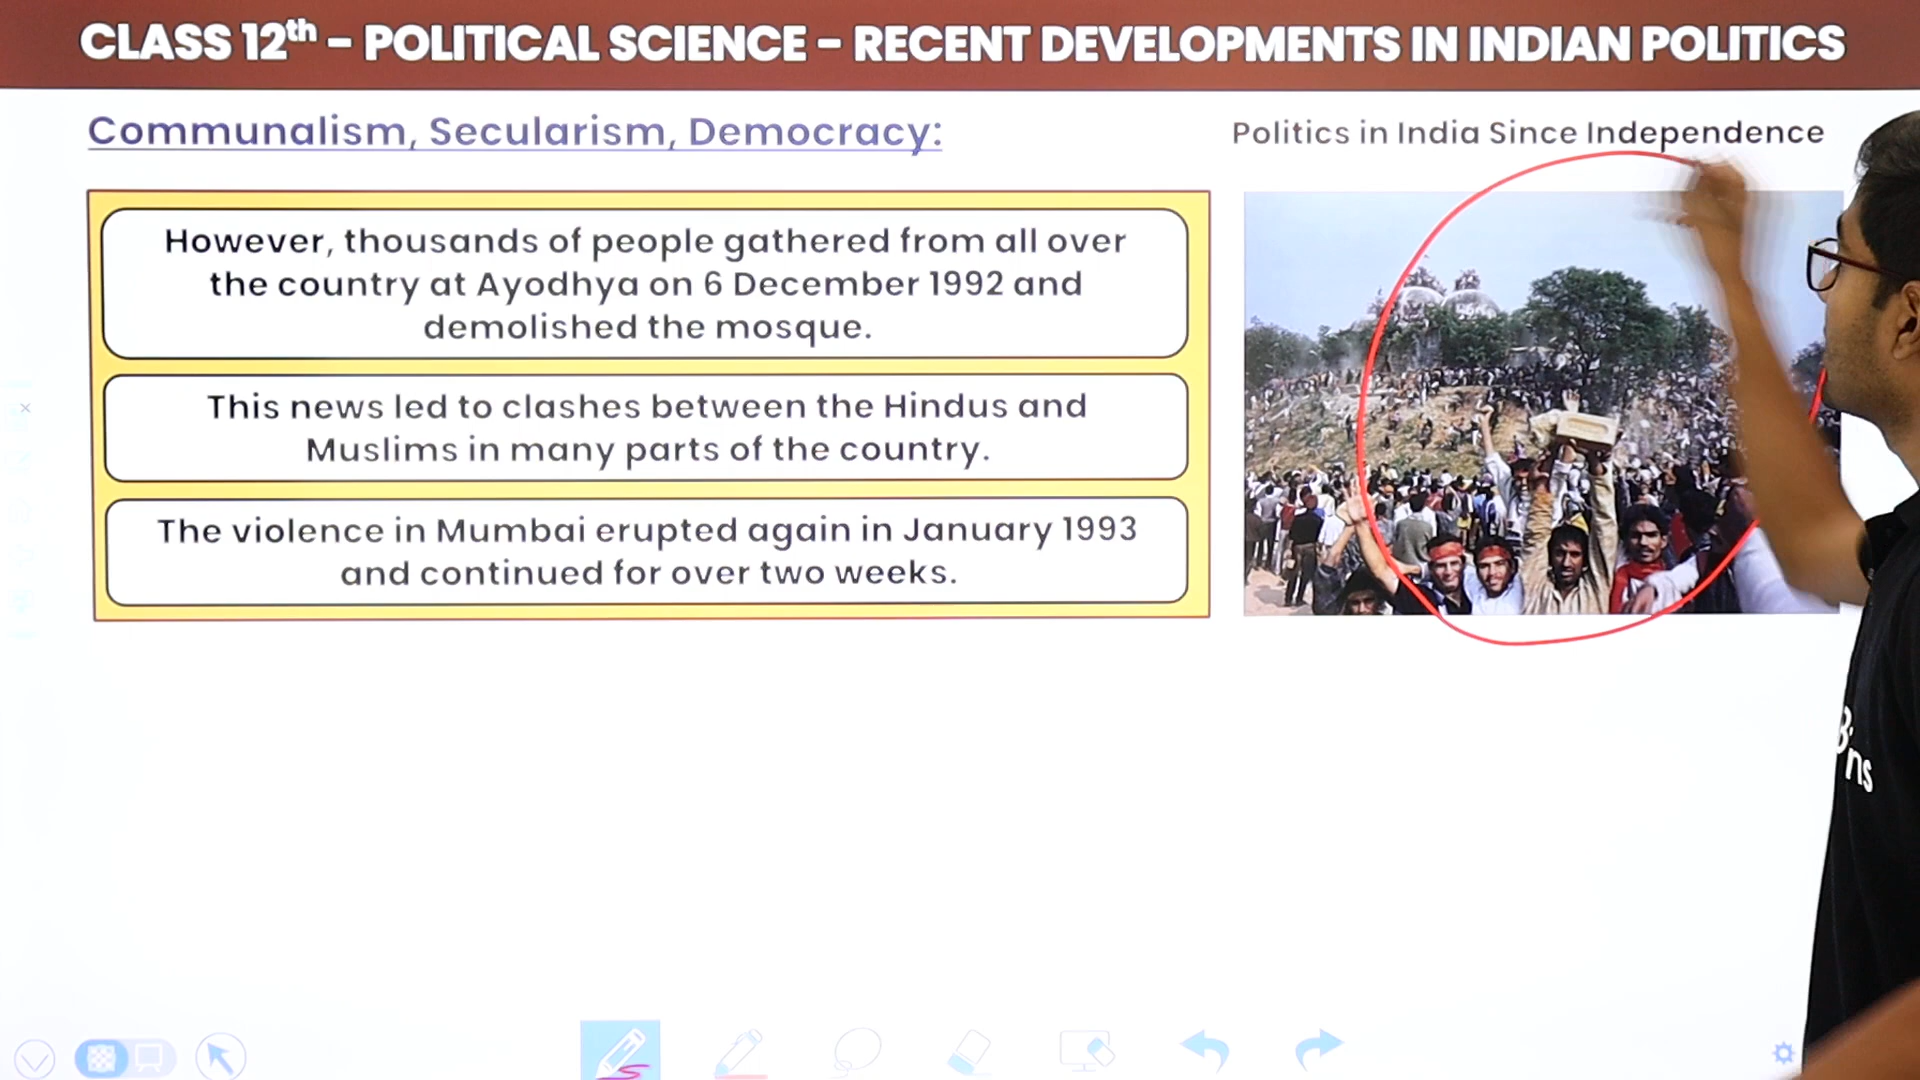 CLASS 12th - POLITICAL SCIENCE - RECENT DEVELOPMENTS IN INDIAN POLITICS
Communalism, Secularism, Democracy:
Politics in India Since Independence
However, thousands of people gathered from all over
the country at Ayodhya on 6 December 1992 and
demolished the mosque.
This news led to clashes between the Hindus and
Muslims in many parts of the country.
The violence in Mumbai erupted again in January 1993
and continued for over two weeks.